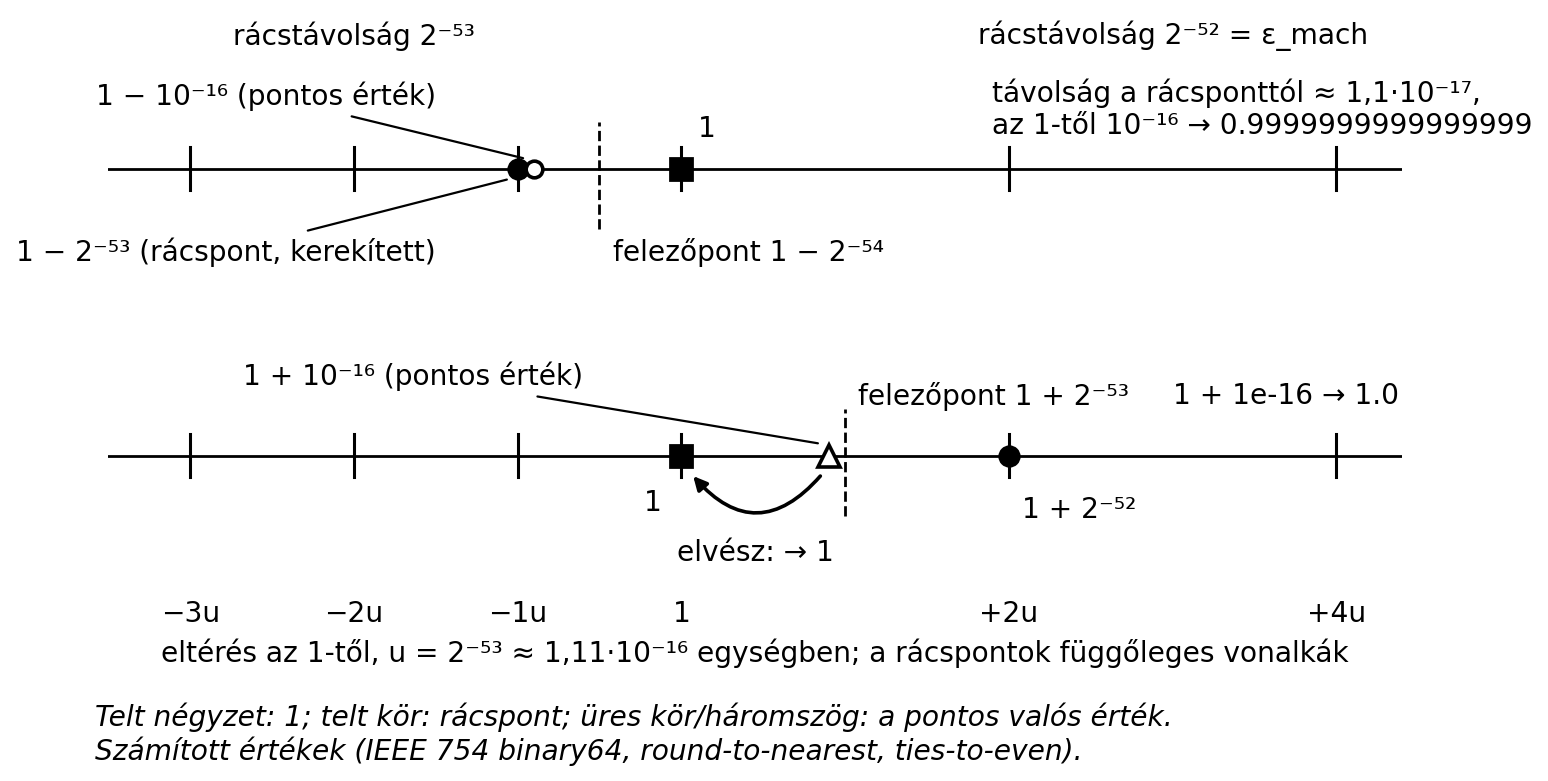 rácstávolság 2⁻⁵³
rácstávolság 2⁻⁵² = ε_mach
1 − 10⁻¹⁶ (pontos érték)
távolság a rácsponttól ≈ 1,1·10⁻¹⁷,
az 1-től 10⁻¹⁶ → 0.9999999999999999
1
1 − 2⁻⁵³ (rácspont, kerekített)
felezőpont 1 − 2⁻⁵⁴
1 + 10⁻¹⁶ (pontos érték)
felezőpont 1 + 2⁻⁵³
1 + 1e-16 → 1.0
1
1 + 2⁻⁵²
elvész: → 1
−3u −2u −1u 1 +2u +4u
eltérés az 1-től, u = 2⁻⁵³ ≈ 1,11·10⁻¹⁶ egységben; a rácspontok függőleges vonalkák
Telt négyzet: 1; telt kör: rácspont; üres kör/háromszög: a pontos valós érték.
Számított értékek (IEEE 754 binary64, round-to-nearest, ties-to-even).